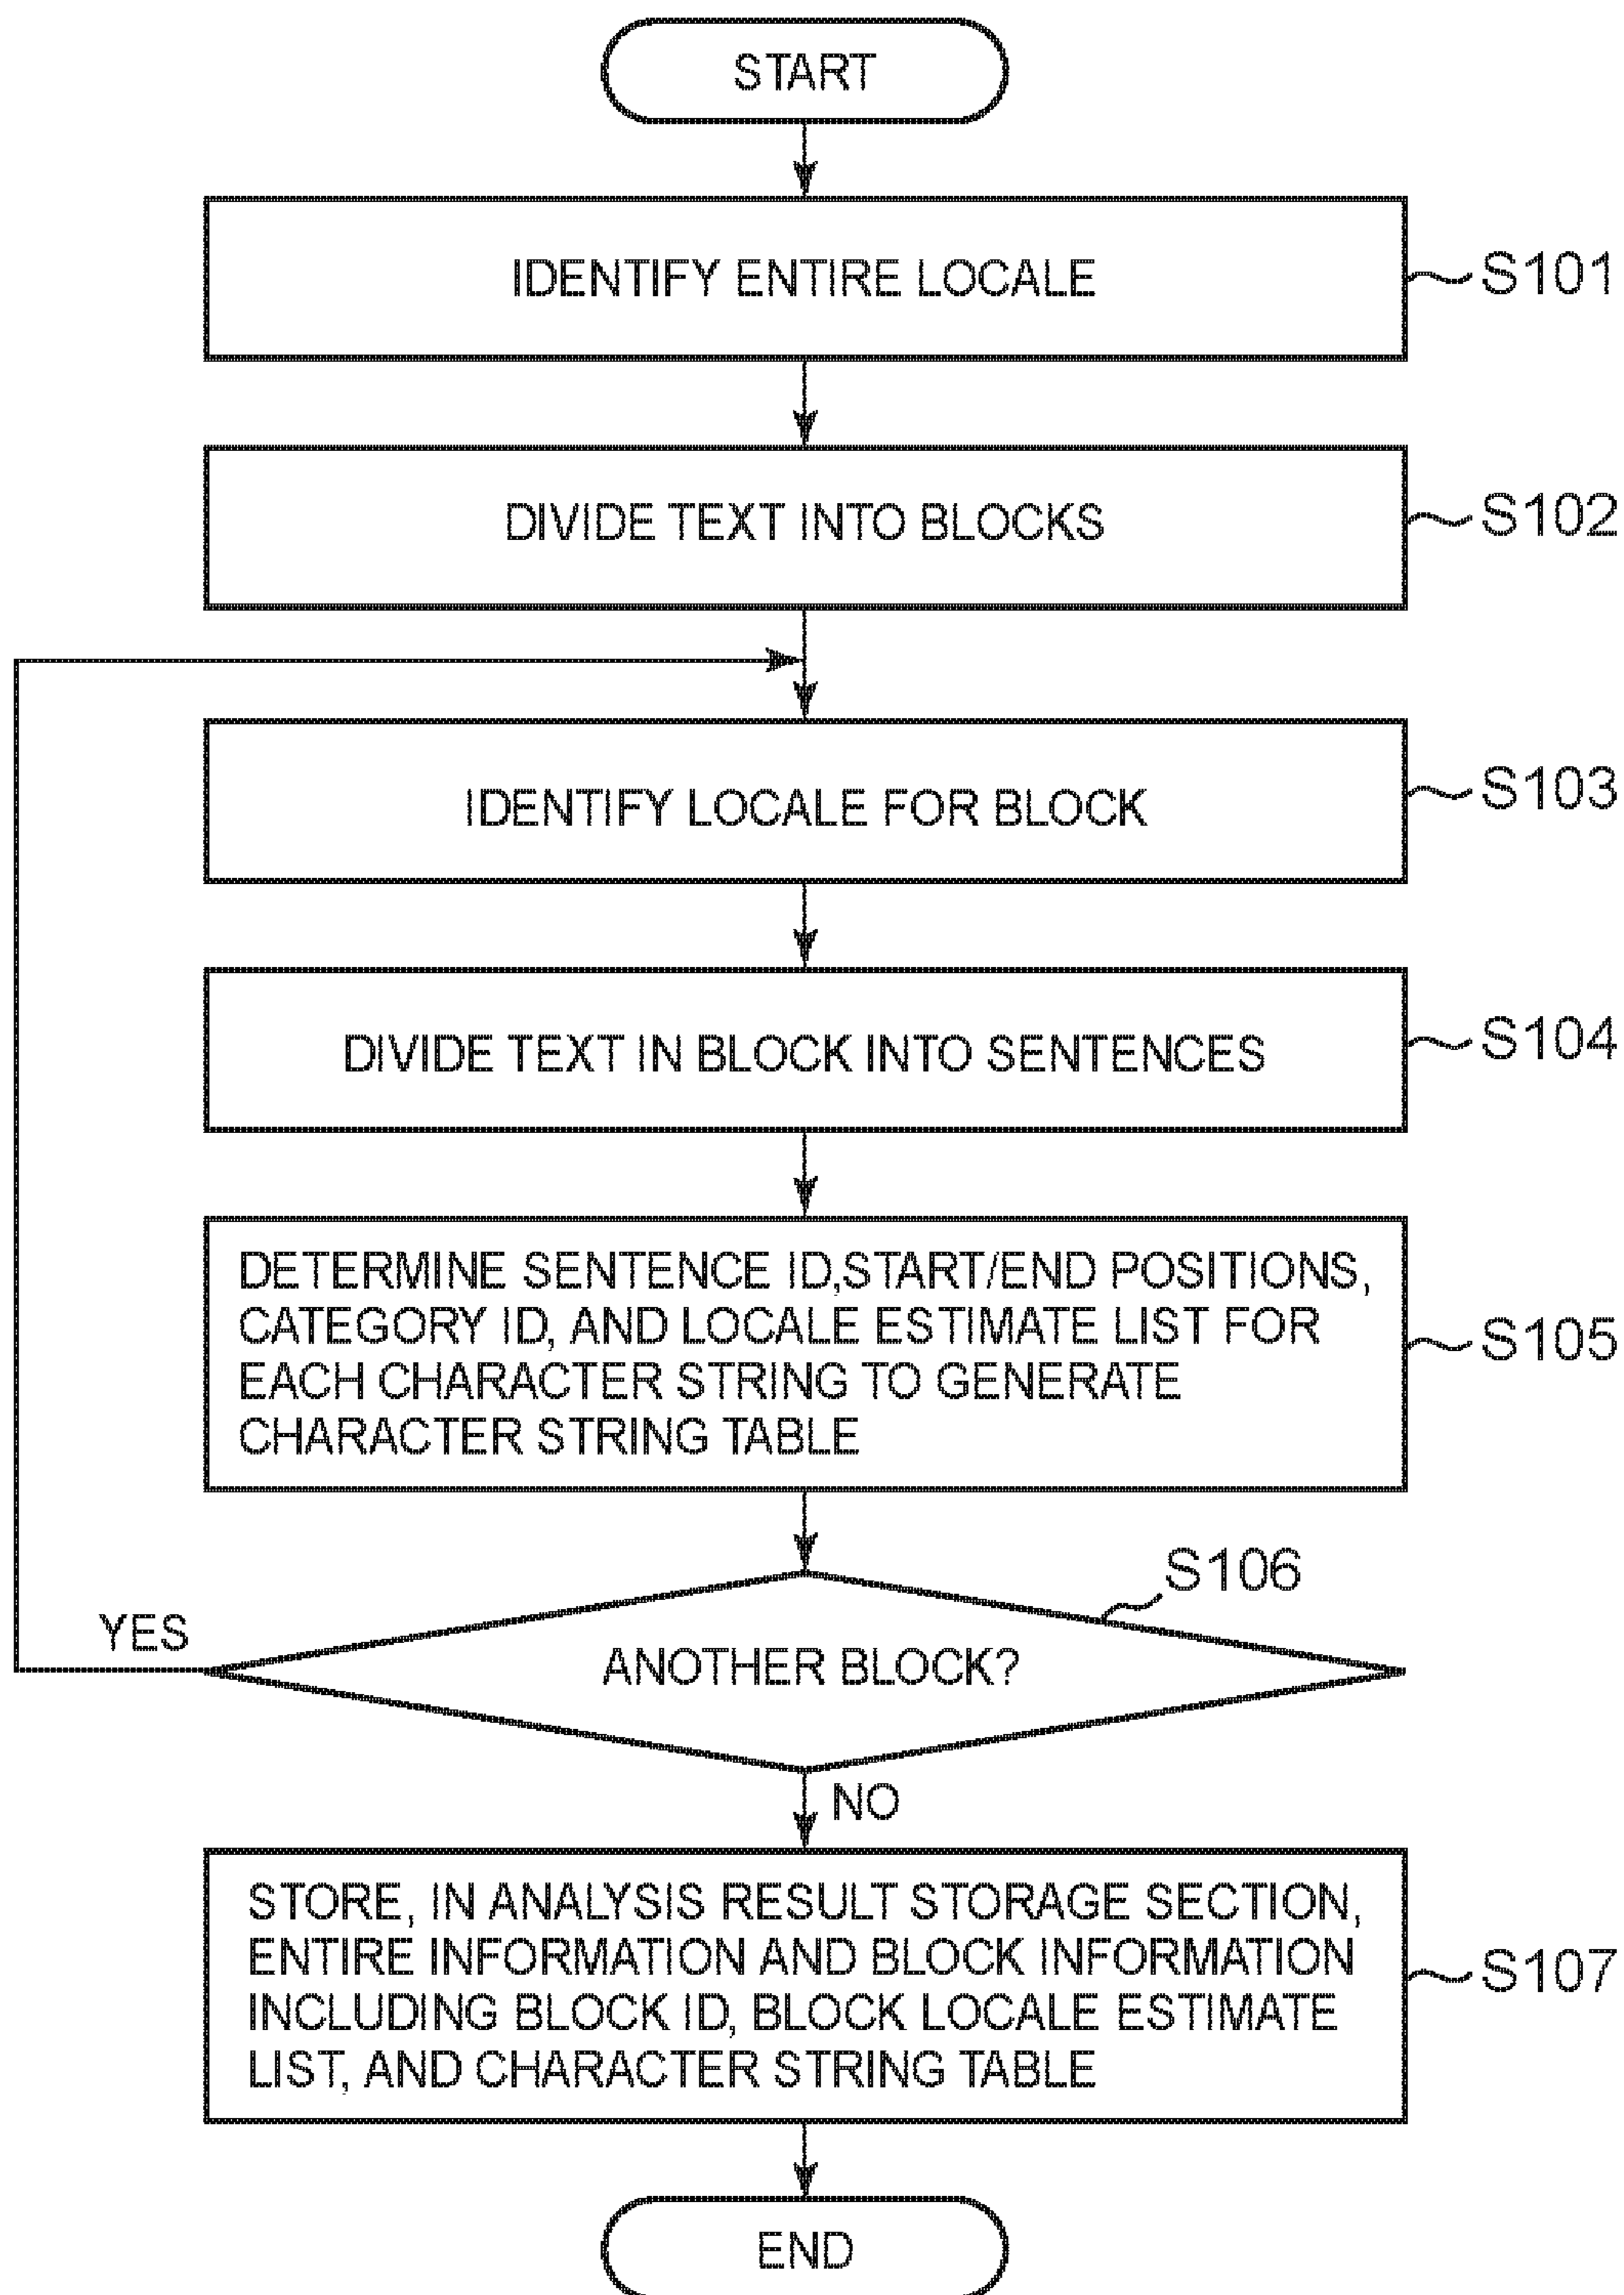 START
IDENTIFY ENTIRE LOCALE
S101
DIVIDE TEXT INTO BLOCKS
S102
IDENTIFY LOCALE FOR BLOCK
S103
DIVIDE TEXT IN BLOCK INTO SENTENCES
S104
DETERMINE SENTENCE ID,START/END POSITIONS,
CATEGORY ID, AND LOCALE ESTIMATE LIST FOR
EACH CHARACTER STRING TO GENERATE
CHARACTER STRING TABLE
S105
S106
YES
ANOTHER BLOCK?
NO
STORE, IN ANALYSIS RESULT STORAGE SECTION,
ENTIRE INFORMATION AND BLOCK INFORMATION
INCLUDING BLOCK ID, BLOCK LOCALE ESTIMATE
LIST, AND CHARACTER STRING TABLE
S107
END